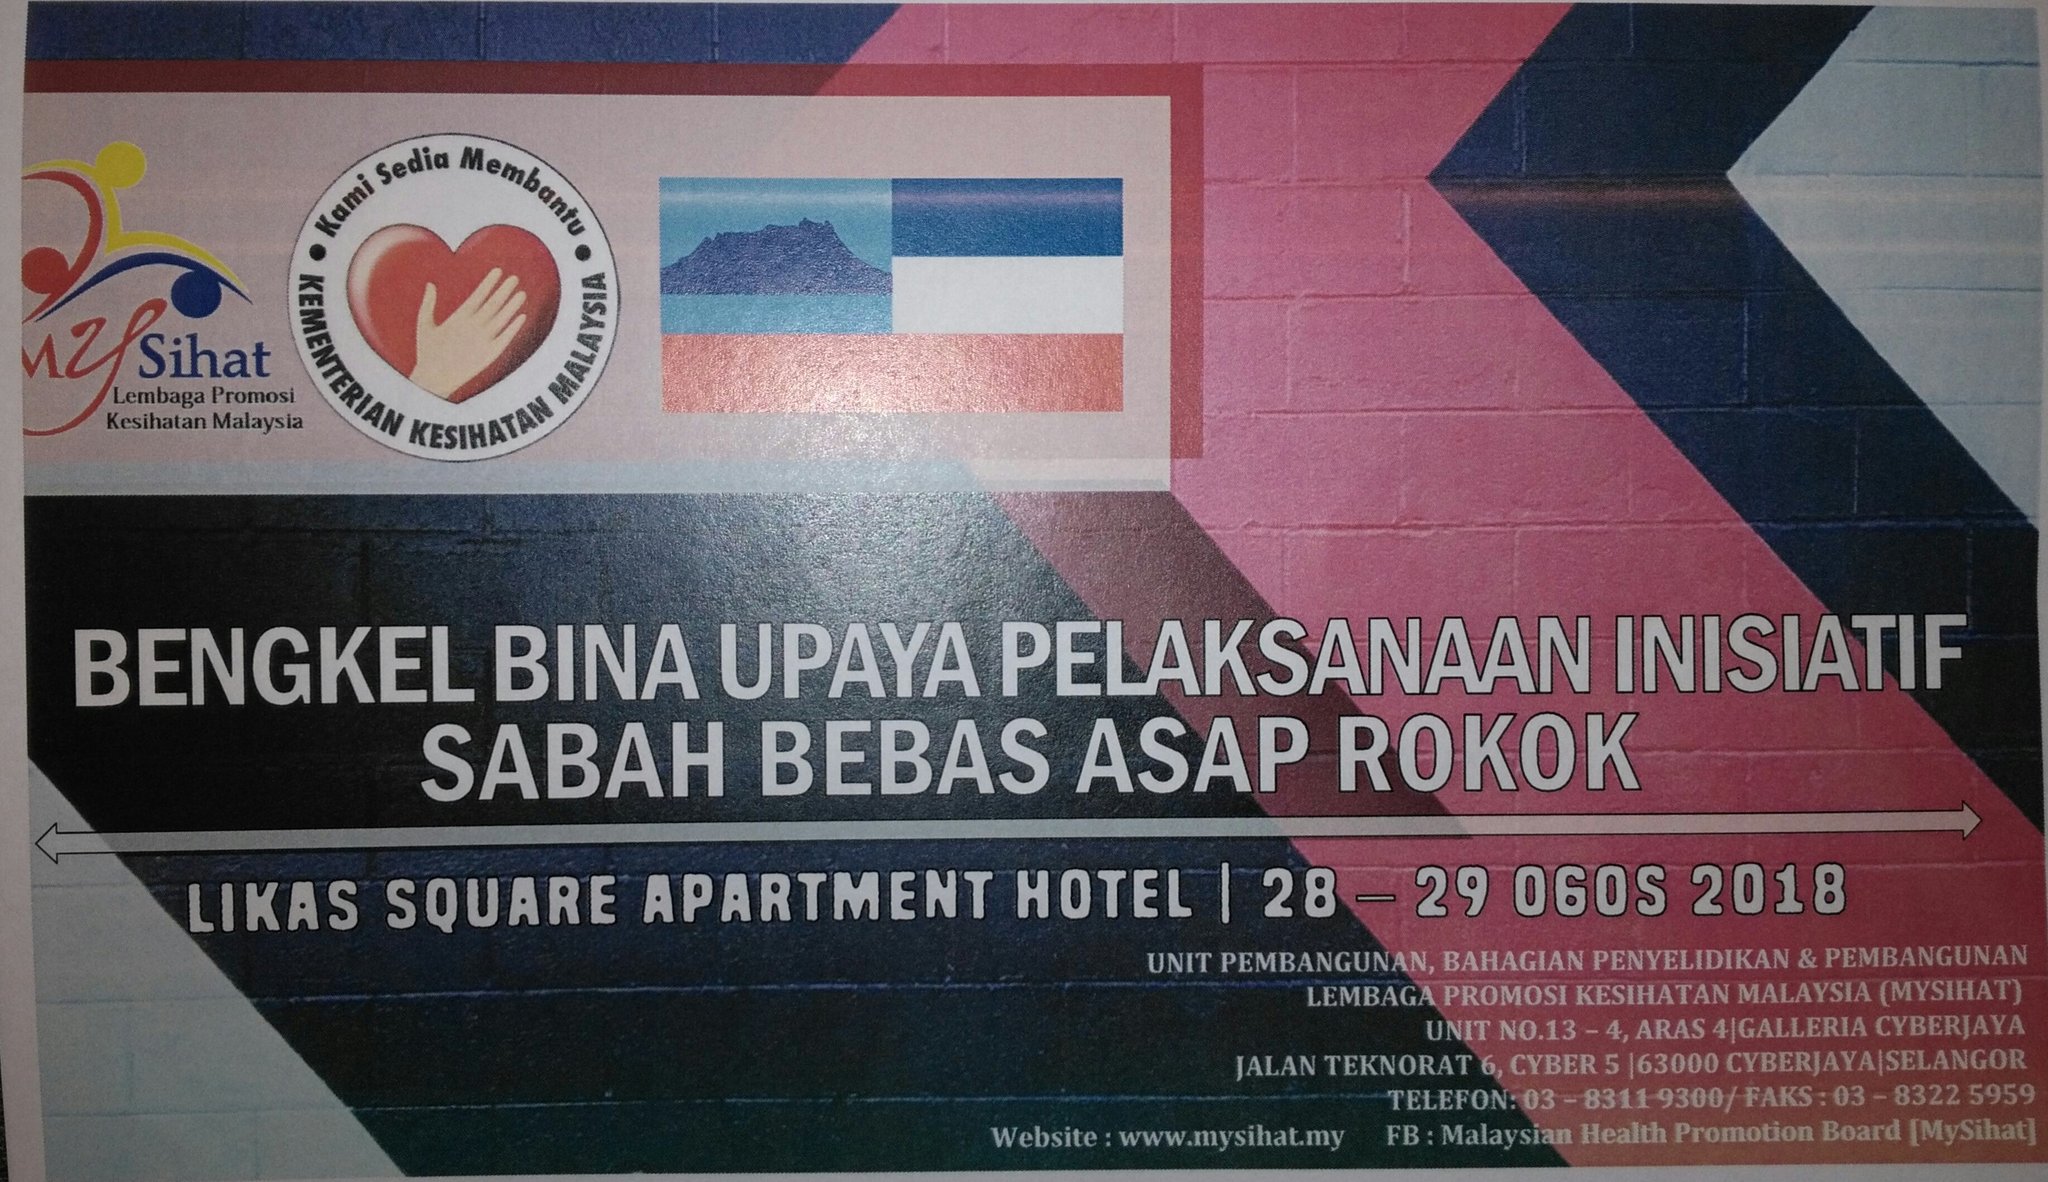 MY Sihat
Lembaga Promosi
Kesihatan Malaysia
• Kami Sedia Membantu •
KEMENTERIAN KESIHATAN MALAYSIA
BENGKEL BINA UPAYA PELAKSANAAN INISIATIF
SABAH BEBAS ASAP ROKOK
LIKAS SQUARE APARTMENT HOTEL | 28 – 29 OGOS 2018
UNIT PEMBANGUNAN, BAHAGIAN PENYELIDIKAN & PEMBANGUNAN
LEMBAGA PROMOSI KESIHATAN MALAYSIA (MYSIHAT)
UNIT NO.13 – 4, ARAS 4|GALLERIA CYBERJAYA
JALAN TEKNORAT 6, CYBER 5 |63000 CYBERJAYA|SELANGOR
TELEFON: 03 – 8311 9300/ FAKS : 03 – 8322 5959
Website : www.mysihat.my FB : Malaysian Health Promotion Board [MySihat]